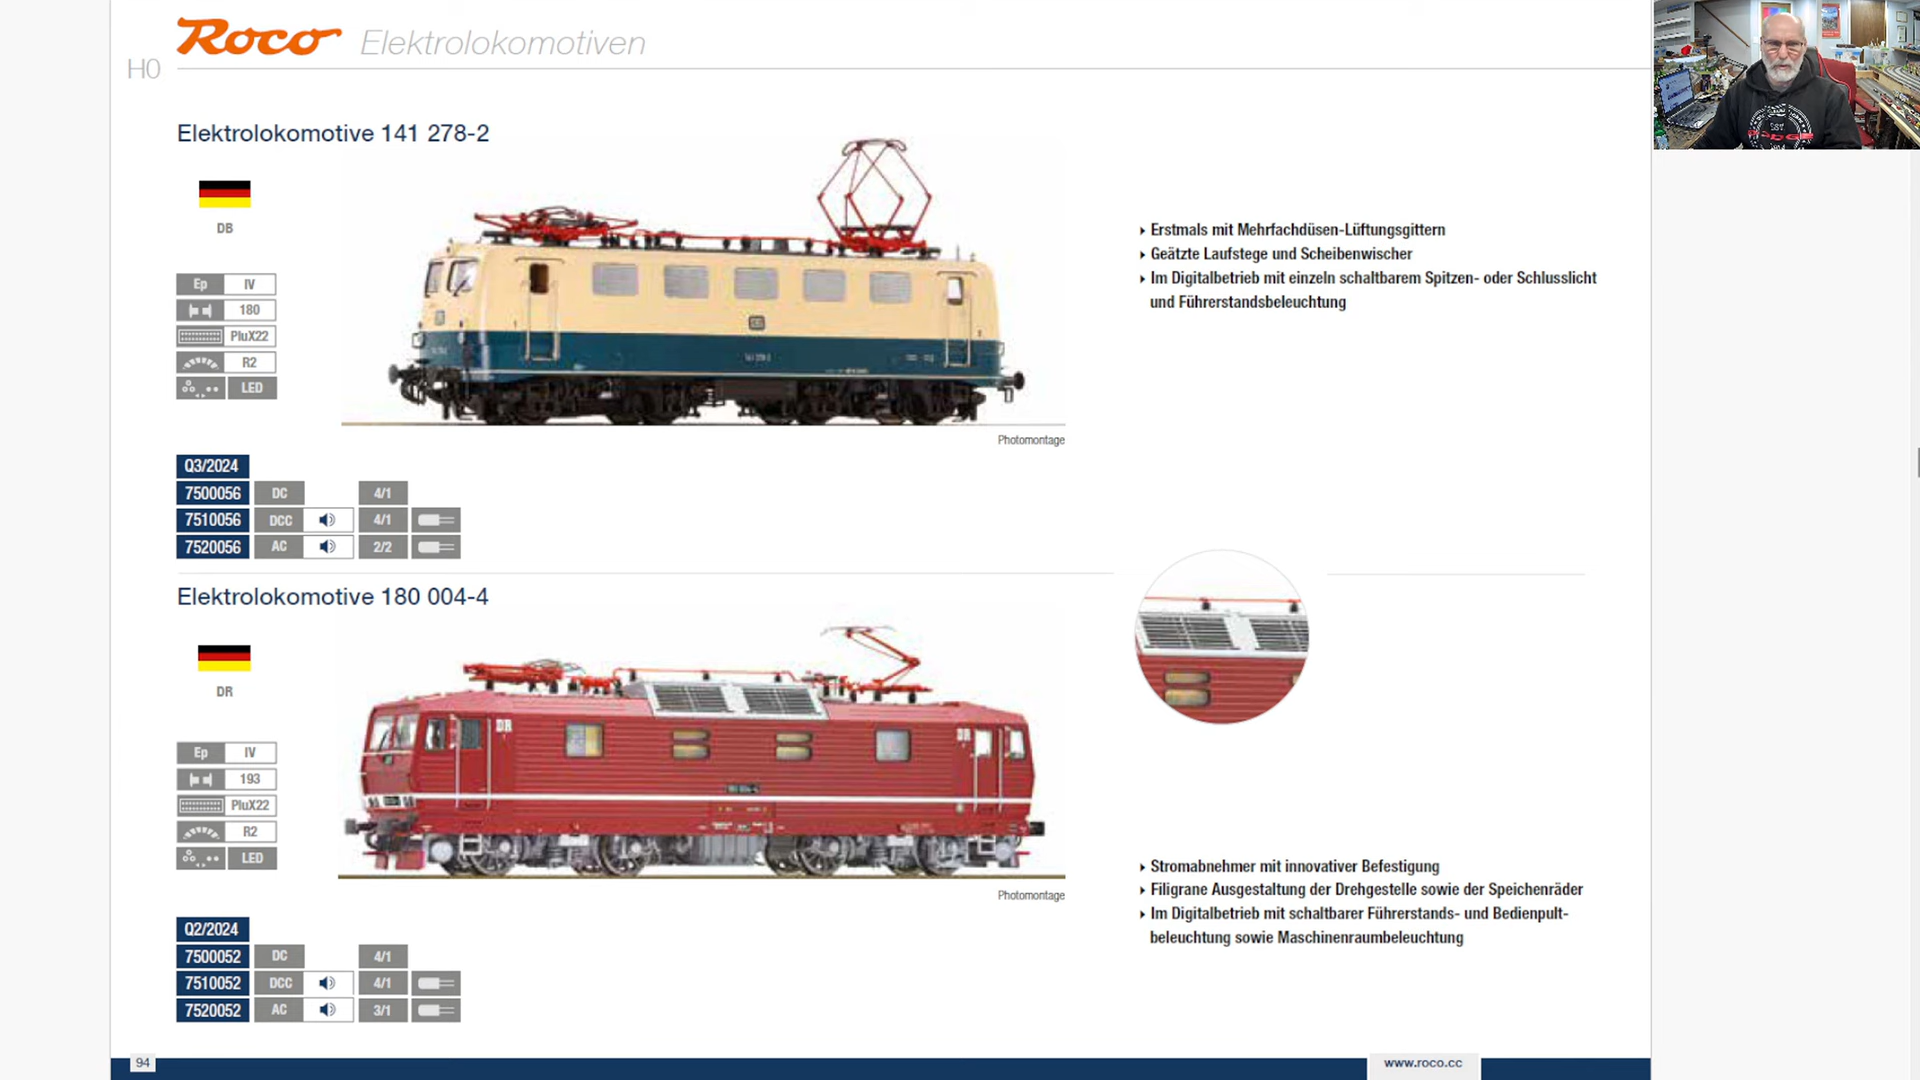 Roco Elektrolokomotiven
H0
Elektrolokomotive 141 278-2
DB
Ep IV
180
PluX22
R2
LED
Erstmals mit Mehrfachdüsen-Lüftungsgittern
Geätzte Laufstege und Scheibenwischer
Im Digitalbetrieb mit einzeln schaltbarem Spitzen- oder Schlusslicht
und Führerstandsbeleuchtung
Photomontage
Q3/2024
7500056 DC 4/1
7510056 DCC 4/1
7520056 AC 2/2
Elektrolokomotive 180 004-4
DR
DR
DR
Ep IV
193
PluX22
R2
LED
Stromabnehmer mit innovativer Befestigung
Filigrane Ausgestaltung der Drehgestelle sowie der Speichenräder
Im Digitalbetrieb mit schaltbarer Führerstands- und Bedienpult-
beleuchtung sowie Maschinenraumbeleuchtung
Photomontage
Q2/2024
7500052 DC 4/1
7510052 DCC 4/1
7520052 AC 3/1
94
www.roco.cc